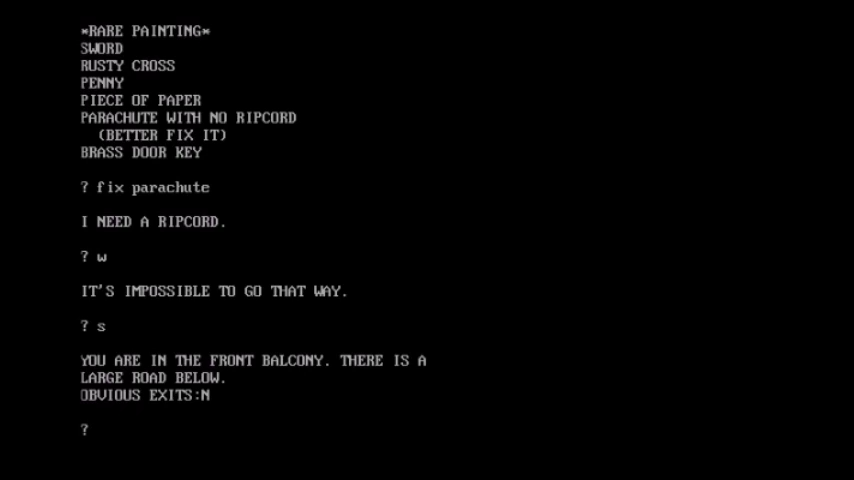 *RARE PAINTING*
SWORD
RUSTY CROSS
PENNY
PIECE OF PAPER
PARACHUTE WITH NO RIPCORD
(BETTER FIX IT)
BRASS DOOR KEY
? fix parachute
I NEED A RIPCORD.
? w
IT'S IMPOSSIBLE TO GO THAT WAY.
? s
YOU ARE IN THE FRONT BALCONY. THERE IS A
LARGE ROAD BELOW.
OBVIOUS EXITS:N
?